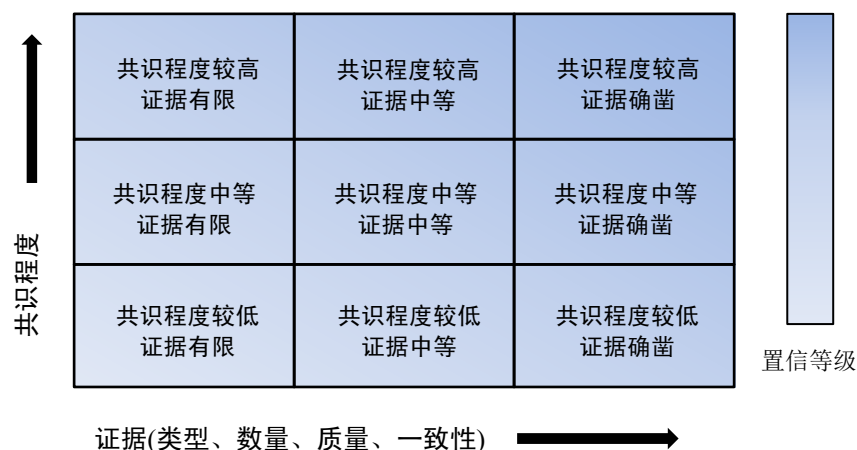 共识程度较高
证据有限
共识程度较高
证据中等
共识程度较高
证据确凿
共识程度中等
证据有限
共识程度中等
证据中等
共识程度中等
证据确凿
共识程度较低
证据有限
共识程度较低
证据中等
共识程度较低
证据确凿
共识程度
置信等级
证据(类型、数量、质量、一致性)